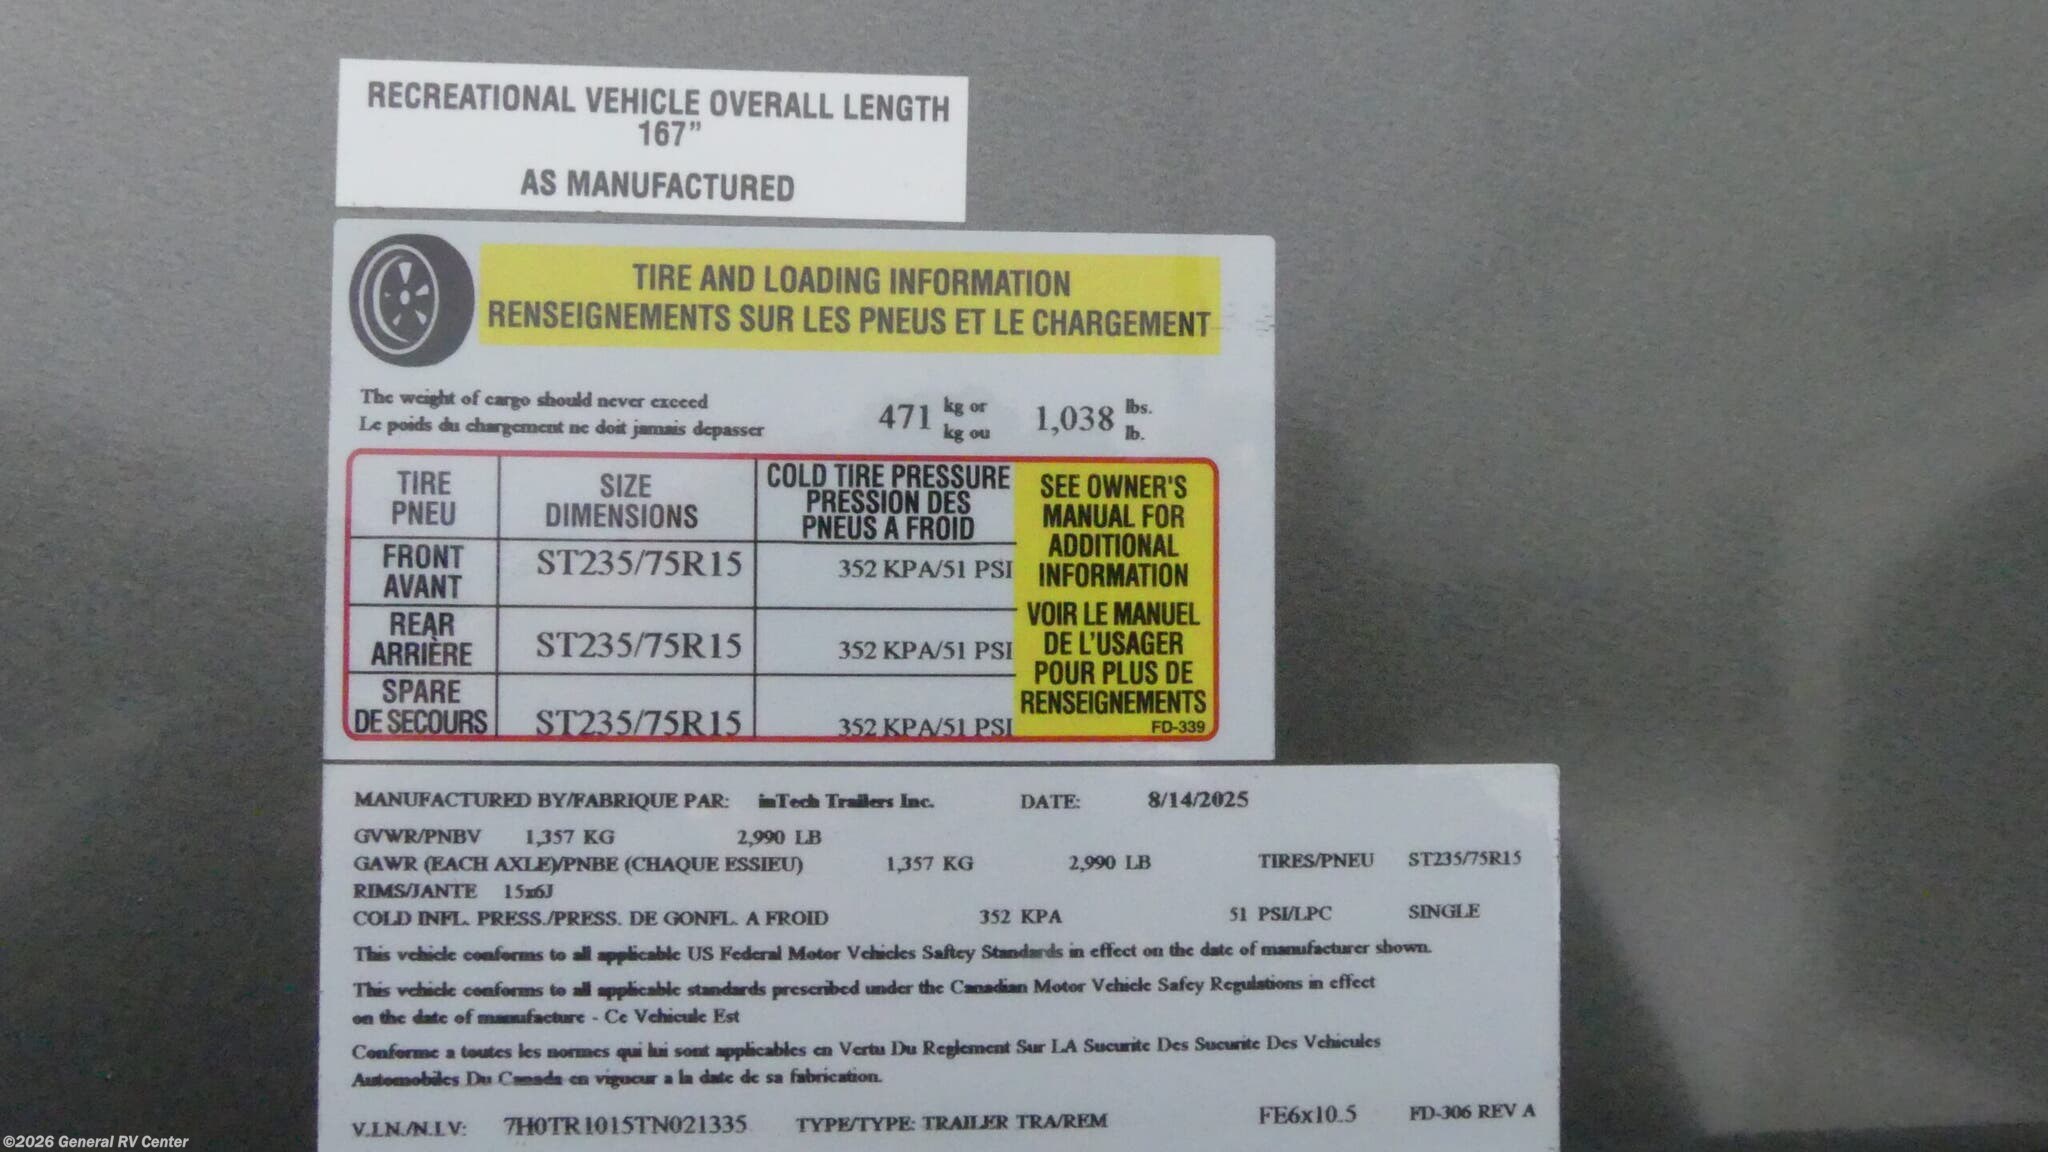 RECREATIONAL VEHICLE OVERALL LENGTH
167”
AS MANUFACTURED
TIRE AND LOADING INFORMATION
RENSEIGNEMENTS SUR LES PNEUS ET LE CHARGEMENT
The weight of cargo should never exceed
Le poids du chargement ne doit jamais depasser
471 kg or kg ou 1,038 lbs. lb.
TIRE
PNEU
SIZE
DIMENSIONS
COLD TIRE PRESSURE
PRESSION DES
PNEUS A FROID
FRONT
AVANT
ST235/75R15
352 KPA/51 PSI
REAR
ARRIÈRE
ST235/75R15
352 KPA/51 PSI
SPARE
DE SECOURS
ST235/75R15
352 KPA/51 PSI
SEE OWNER'S
MANUAL FOR
ADDITIONAL
INFORMATION
VOIR LE MANUEL
DE L'USAGER
POUR PLUS DE
RENSEIGNEMENTS
FD-339
MANUFACTURED BY/FABRIQUE PAR: inTech Trailers Inc. DATE: 8/14/2025
GVWR/PNBV 1,357 KG 2,990 LB
GAWR (EACH AXLE)/PNBE (CHAQUE ESSIEU) 1,357 KG 2,990 LB TIRES/PNEU ST235/75R15
RIMS/JANTE 15x6J
COLD INFL. PRESS./PRESS. DE GONFL. A FROID 352 KPA 51 PSI/LPC SINGLE
This vehicle conforms to all applicable US Federal Motor Vehicles Saftey Standards in effect on the date of manufacturer shown.
This vehicle conforms to all applicable standards prescribed under the Canadian Motor Vehicle Safey Regulations in effect
on the date of manufacture - Ce Vehicule Est
Conforme a toutes les normes qui lui sont applicables en Vertu Du Reglement Sur LA Sucurite Des Sucurite Des Vehicules
Automobiles Du Canada en vigueur a la date de sa fabrication.
V.I.N./N.I.V: 7H0TR1015TN021335 TYPE/TYPE: TRAILER TRA/REM FE6x10.5 FD-306 REV A
©2026 General RV Center